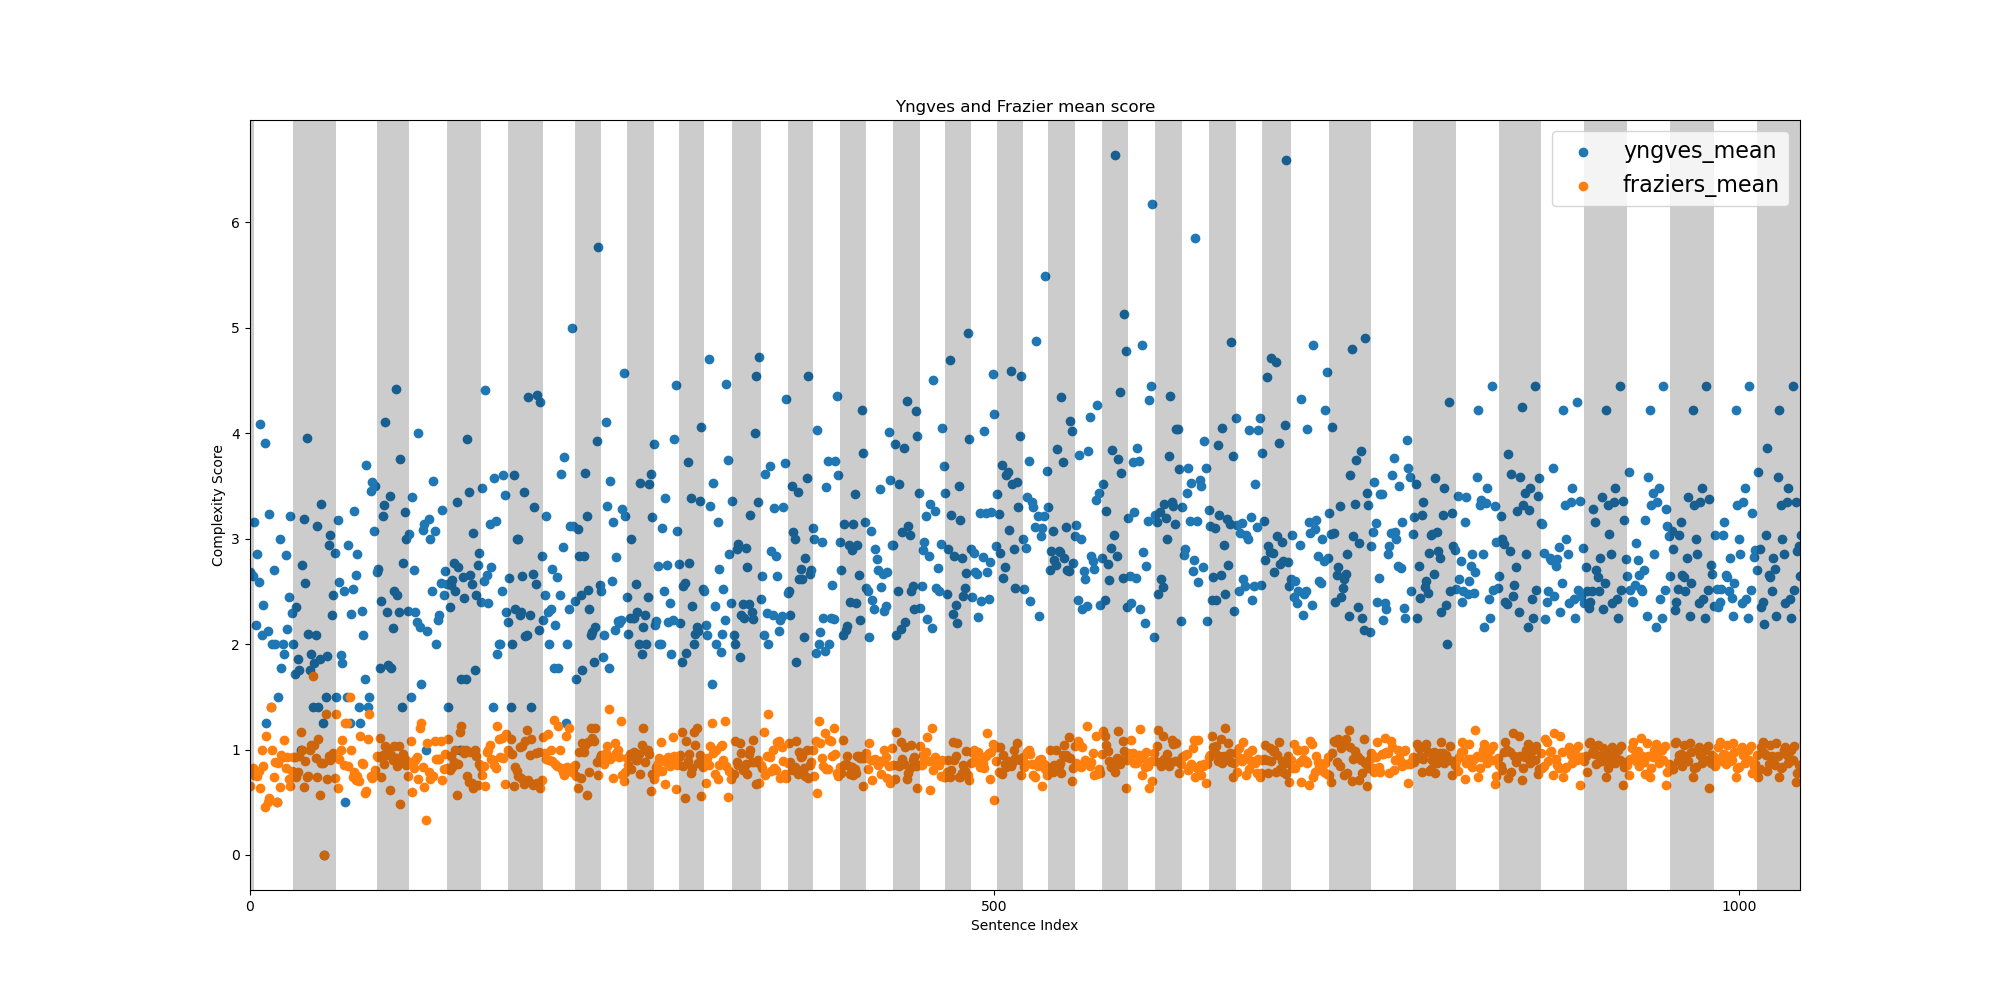 Yngves and Frazier mean score
yngves_mean
fraziers_mean
Complexity Score
6
5
4
3
2
1
0
0
500
1000
Sentence Index